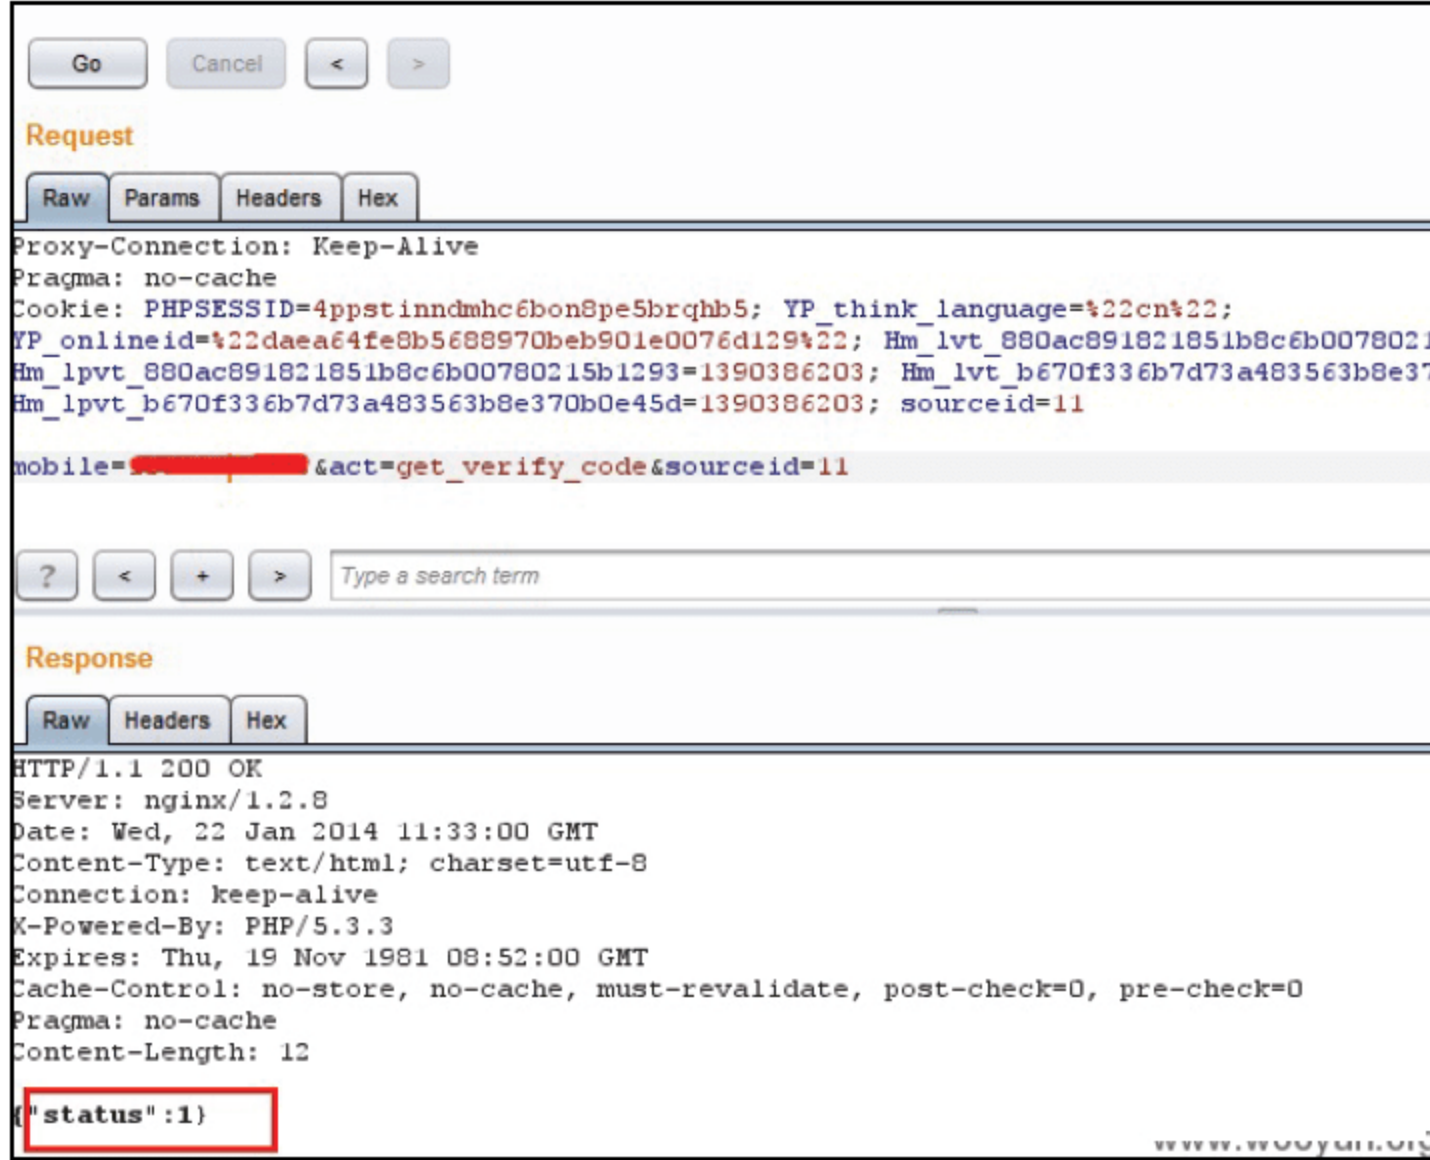 Go Cancel < >
Request
Raw Params Headers Hex
Proxy-Connection: Keep-Alive
Pragma: no-cache
Cookie: PHPSESSID=4ppstinndmhc6bon8pe5brqhb5; YP_think_language=%22cn%22;
YP_onlineid=%22daea64fe8b5688970beb901e0076d129%22; Hm_lvt_880ac891821851b8c6b0078021
Hm_lpvt_880ac891821851b8c6b00780215b1293=1390386203; Hm_lvt_b670f336b7d73a483563b8e37
Hm_lpvt_b670f336b7d73a483563b8e370b0e45d=1390386203; sourceid=11
mobile= &act=get_verify_code&sourceid=11
? < + > Type a search term
Response
Raw Headers Hex
HTTP/1.1 200 OK
Server: nginx/1.2.8
Date: Wed, 22 Jan 2014 11:33:00 GMT
Content-Type: text/html; charset=utf-8
Connection: keep-alive
X-Powered-By: PHP/5.3.3
Expires: Thu, 19 Nov 1981 08:52:00 GMT
Cache-Control: no-store, no-cache, must-revalidate, post-check=0, pre-check=0
Pragma: no-cache
Content-Length: 12
{"status":1}
www.wooyun.org